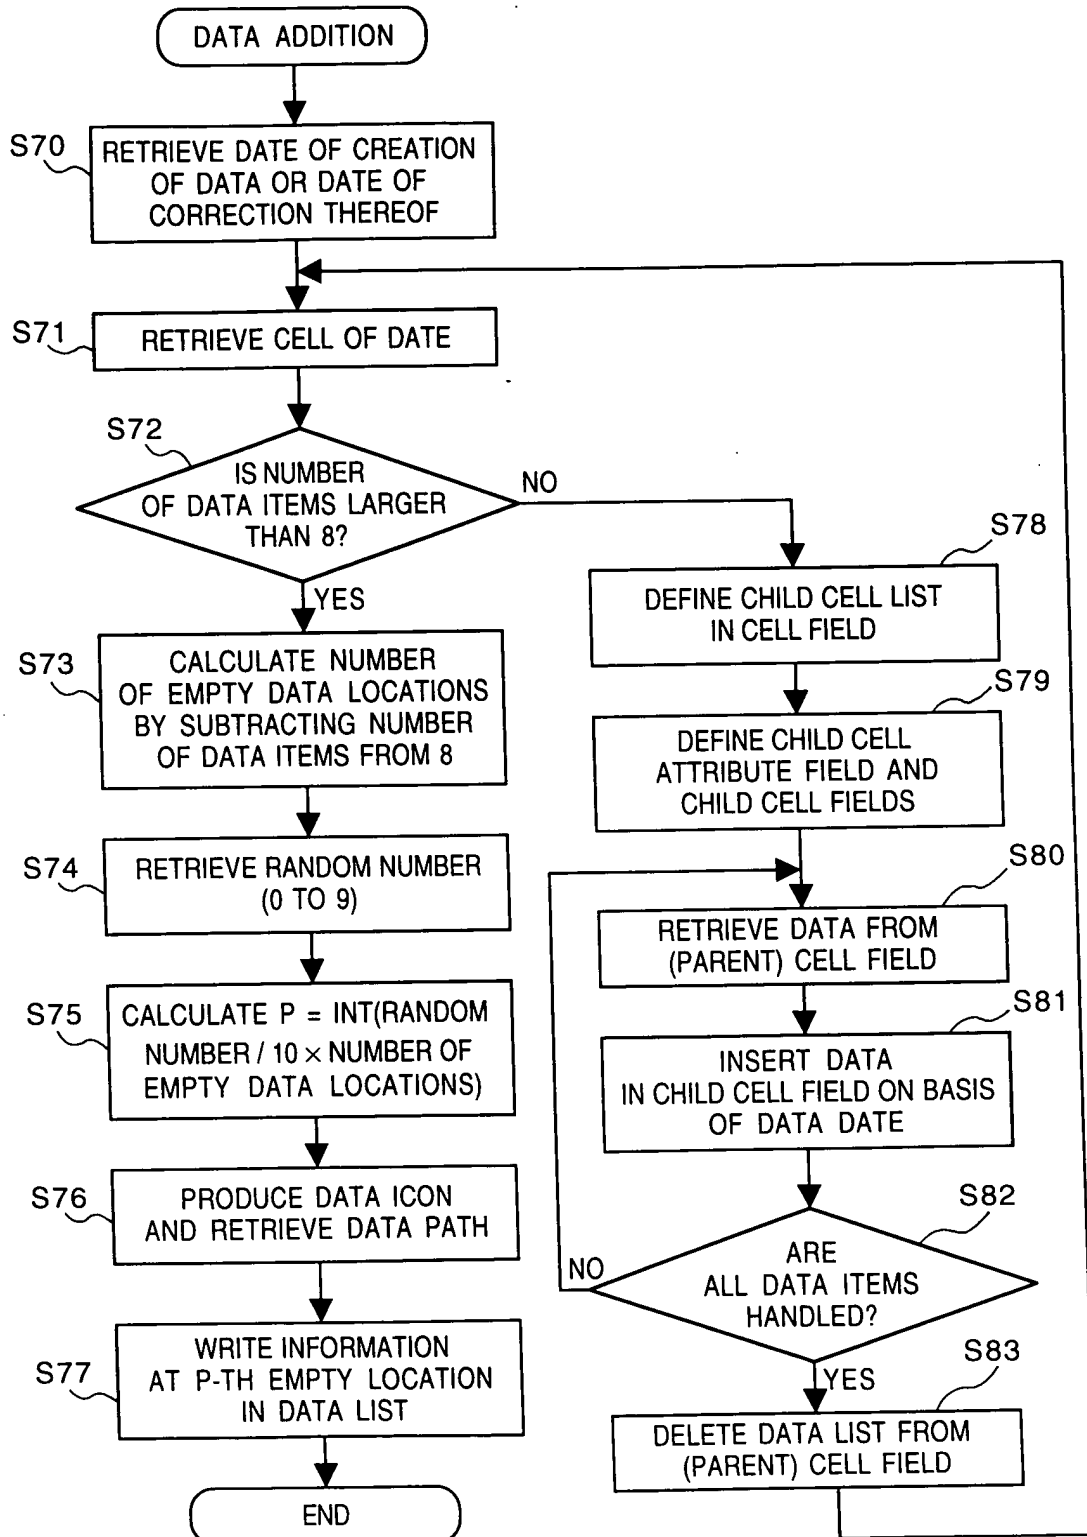 DATA ADDITION
S70
RETRIEVE DATE OF CREATION
OF DATA OR DATE OF
CORRECTION THEREOF
S71
RETRIEVE CELL OF DATE
S72
IS NUMBER
OF DATA ITEMS LARGER
THAN 8?
NO
YES
S73
CALCULATE NUMBER
OF EMPTY DATA LOCATIONS
BY SUBTRACTING NUMBER
OF DATA ITEMS FROM 8
S74
RETRIEVE RANDOM NUMBER
(0 TO 9)
S75
CALCULATE P = INT(RANDOM
NUMBER / 10 × NUMBER OF
EMPTY DATA LOCATIONS)
S76
PRODUCE DATA ICON
AND RETRIEVE DATA PATH
S77
WRITE INFORMATION
AT P-TH EMPTY LOCATION
IN DATA LIST
END
S78
DEFINE CHILD CELL LIST
IN CELL FIELD
S79
DEFINE CHILD CELL
ATTRIBUTE FIELD AND
CHILD CELL FIELDS
S80
RETRIEVE DATA FROM
(PARENT) CELL FIELD
S81
INSERT DATA
IN CHILD CELL FIELD ON BASIS
OF DATA DATE
S82
ARE
ALL DATA ITEMS
HANDLED?
NO
YES
S83
DELETE DATA LIST FROM
(PARENT) CELL FIELD